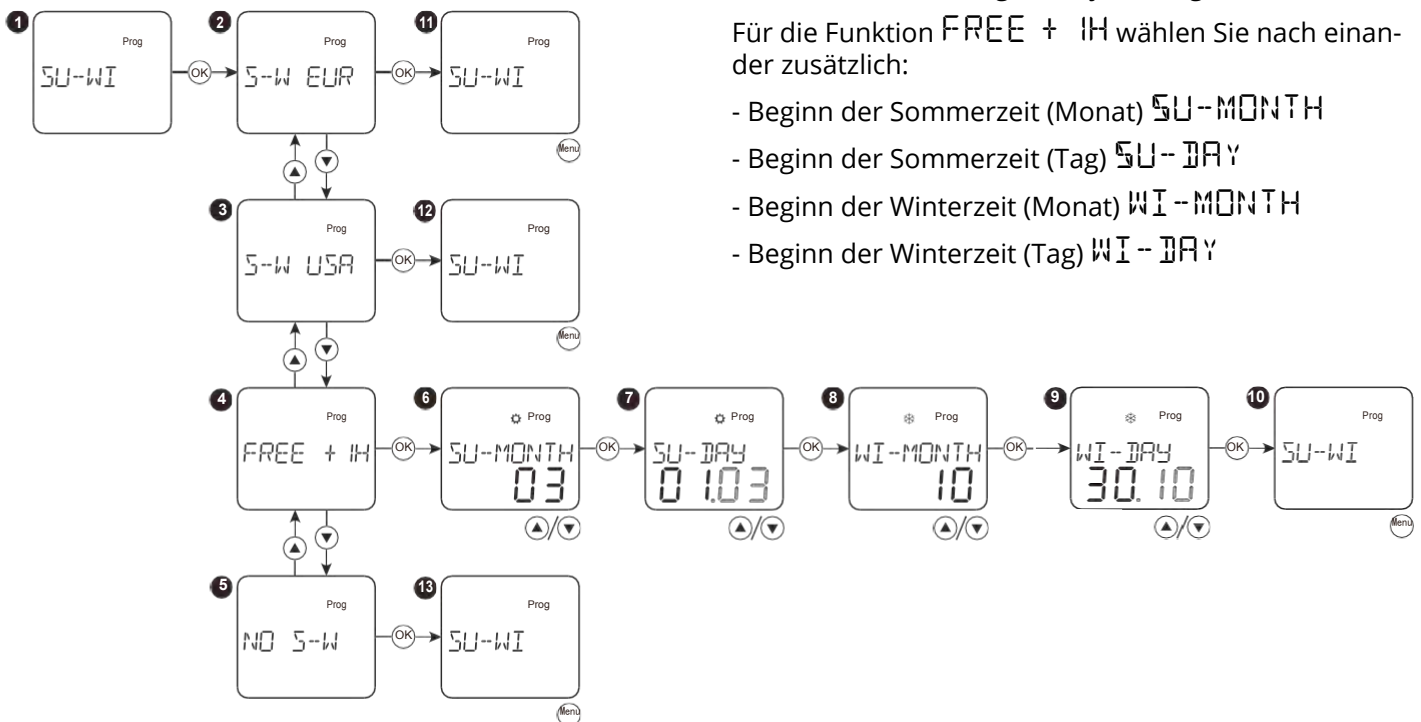 Für die Funktion FREE + 1H wählen Sie nach einan-
der zusätzlich:
- Beginn der Sommerzeit (Monat) SU-MONTH
- Beginn der Sommerzeit (Tag) SU-DAY
- Beginn der Winterzeit (Monat) WI-MONTH
- Beginn der Winterzeit (Tag) WI-DAY
1
Prog
SU-WI
OK
2
Prog
S-W EUR
OK
11
Prog
SU-WI
Menu
3
Prog
S-W USA
OK
12
Prog
SU-WI
Menu
4
Prog
FREE + 1H
OK
6
Prog
SU-MONTH
03
OK
7
Prog
SU-DAY
01.03
OK
8
Prog
WI-MONTH
10
OK
9
Prog
WI-DAY
30.10
OK
10
Prog
SU-WI
Menu
5
Prog
NO S-W
OK
13
Prog
SU-WI
Menu